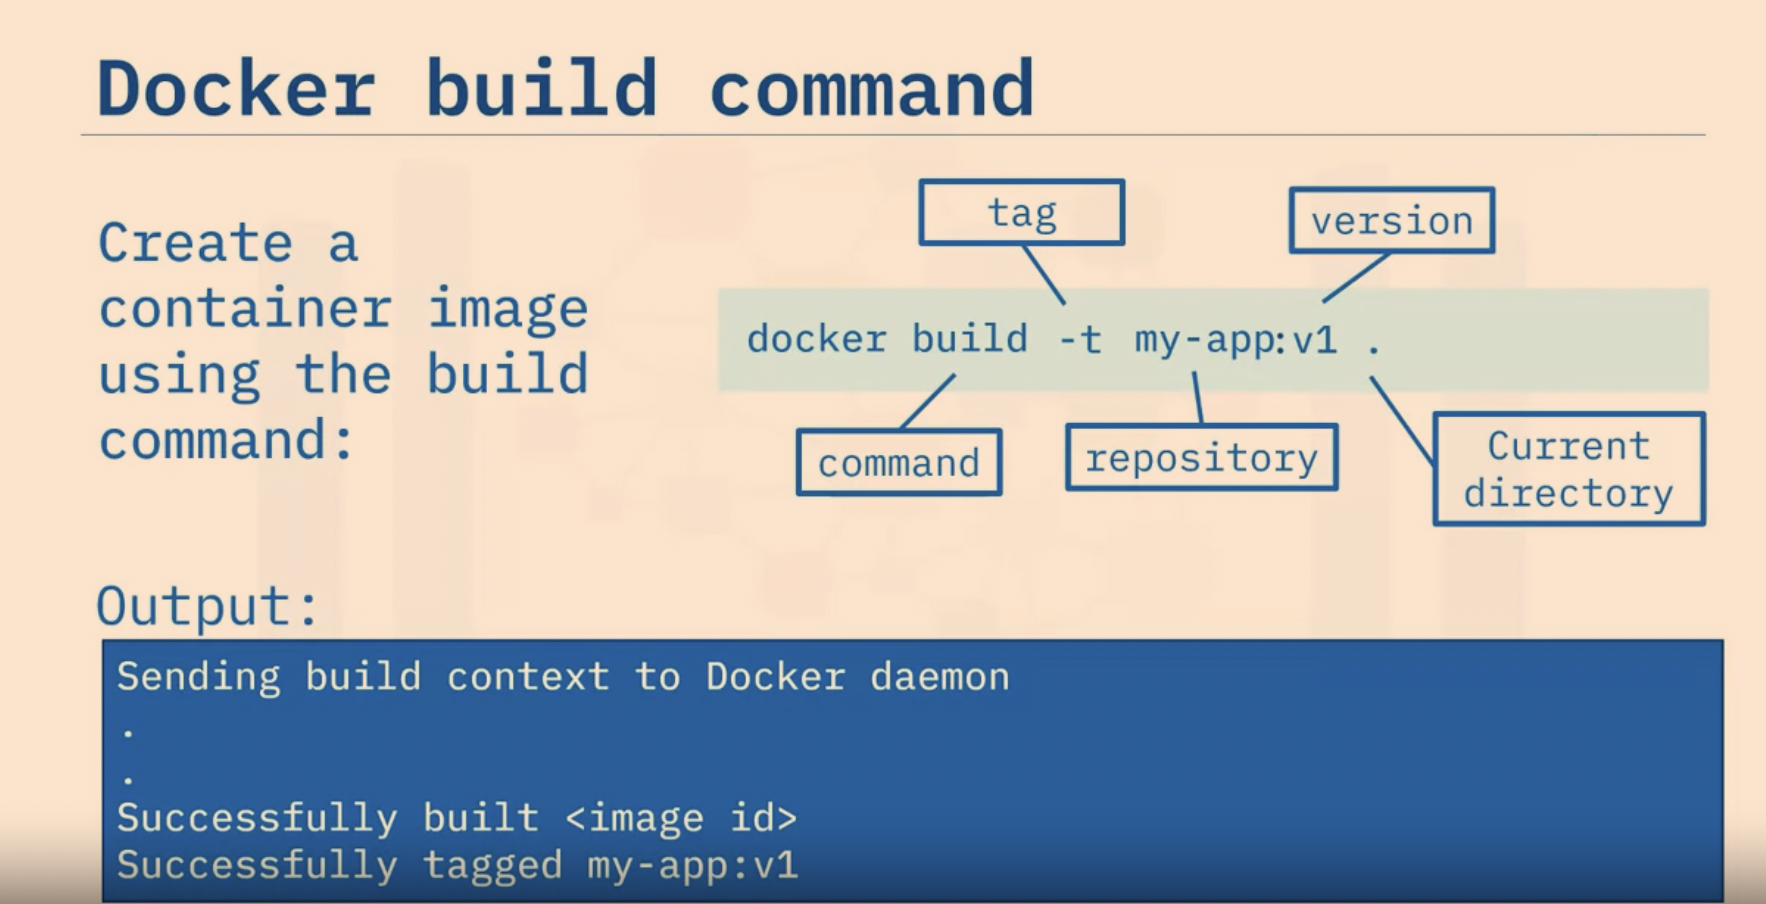 Docker build command
tag
version
Create a
container image
using the build
command:
docker build -t my-app:v1 .
command
repository
Current
directory
Output:
Sending build context to Docker daemon
.
.
Successfully built <image id>
Successfully tagged my-app:v1